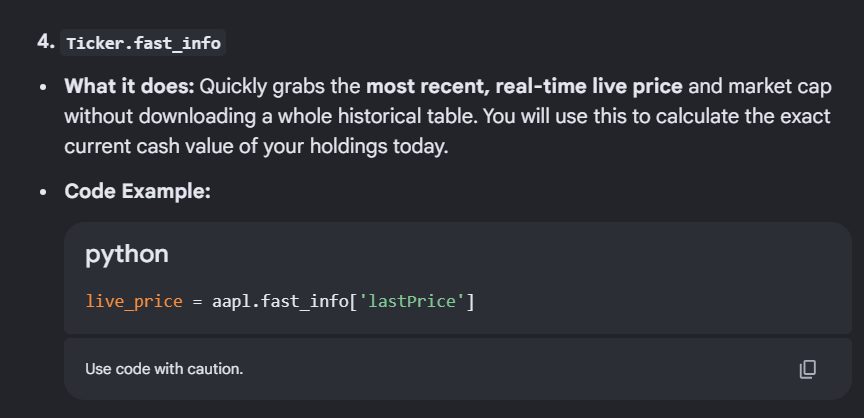 4. Ticker.fast_info
• What it does: Quickly grabs the most recent, real-time live price and market cap
without downloading a whole historical table. You will use this to calculate the exact
current cash value of your holdings today.
• Code Example:
python
live_price = aapl.fast_info['lastPrice']
Use code with caution.